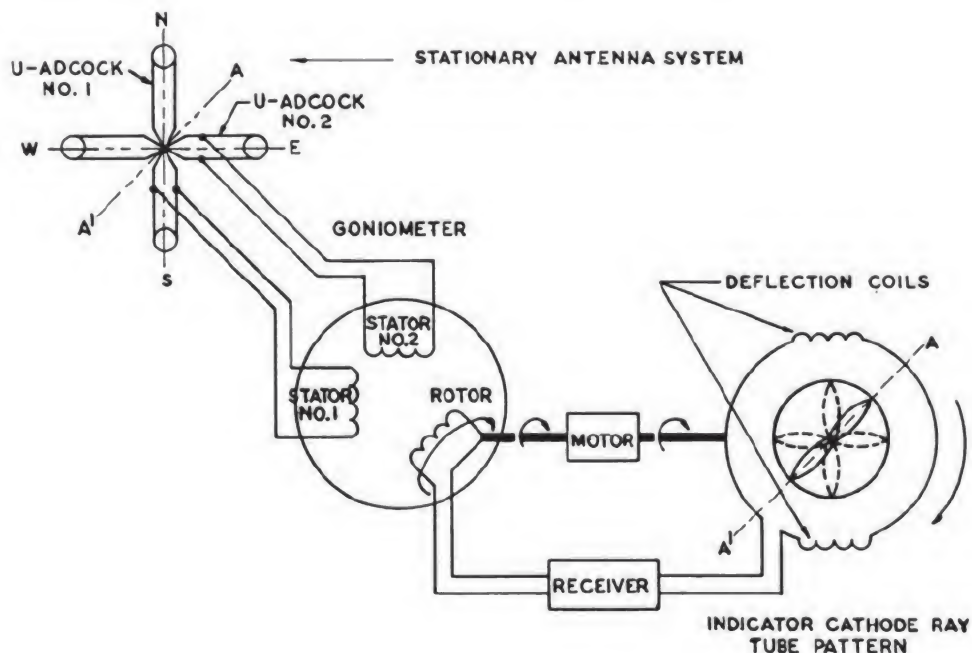 N
U-ADCOCK
NO. 1
A
STATIONARY ANTENNA SYSTEM
U-ADCOCK
NO. 2
W
E
A'
S
GONIOMETER
DEFLECTION COILS
STATOR
NO.2
STATOR
NO.1
ROTOR
MOTOR
A
A'
RECEIVER
INDICATOR CATHODE RAY
TUBE PATTERN